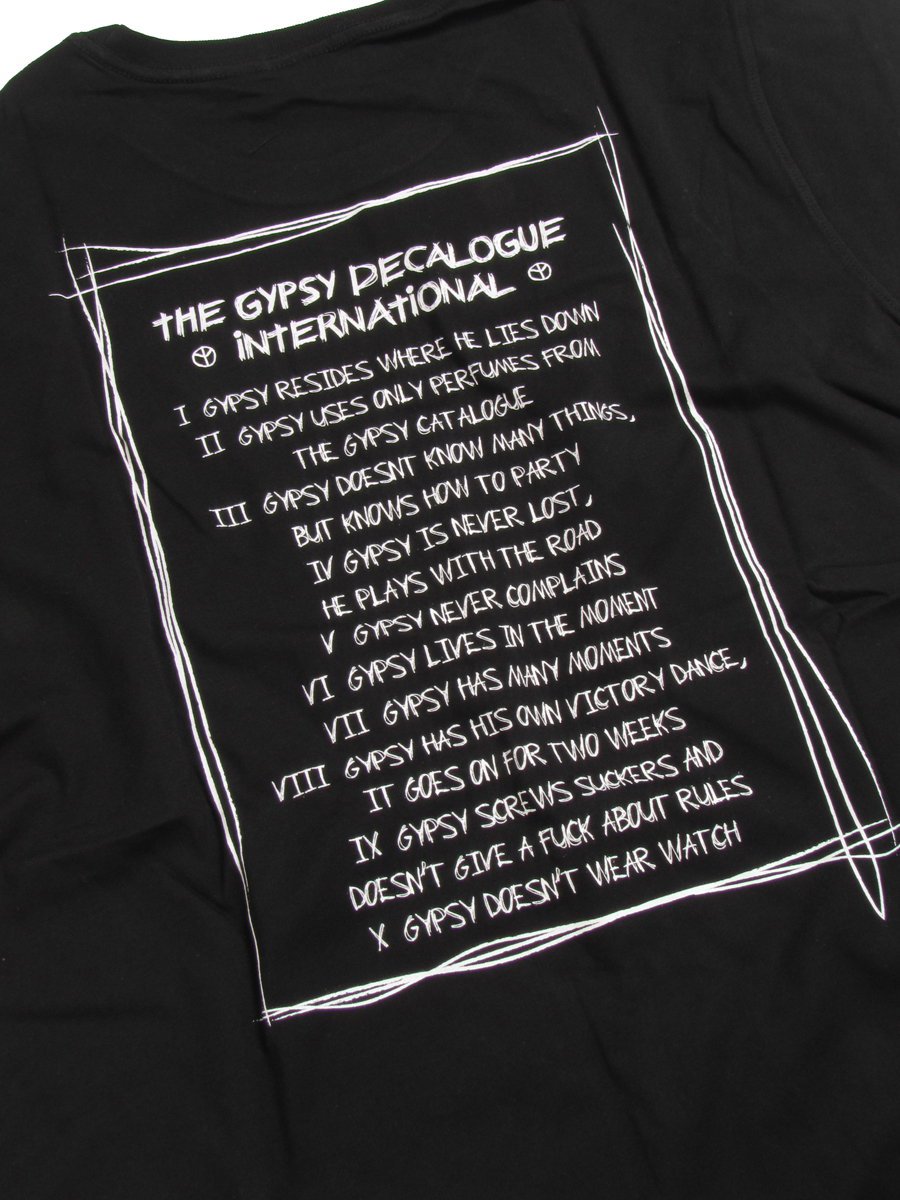 THE GYPSY DECALOGUE
INTERNATIONAL
I GYPSY RESIDES WHERE HE LIES DOWN
II GYPSY USES ONLY PERFUMES FROM
THE GYPSY CATALOGUE
III GYPSY DOESNT KNOW MANY THINGS,
BUT KNOWS HOW TO PARTY
IV GYPSY IS NEVER LOST,
HE PLAYS WITH THE ROAD
V GYPSY NEVER COMPLAINS
VI GYPSY LIVES IN THE MOMENT
VII GYPSY HAS MANY MOMENTS
VIII GYPSY HAS HIS OWN VICTORY DANCE,
IT GOES ON FOR TWO WEEKS
IX GYPSY SCREWS SUCKERS AND
DOESN'T GIVE A FUCK ABOUT RULES
X GYPSY DOESN'T WEAR WATCH